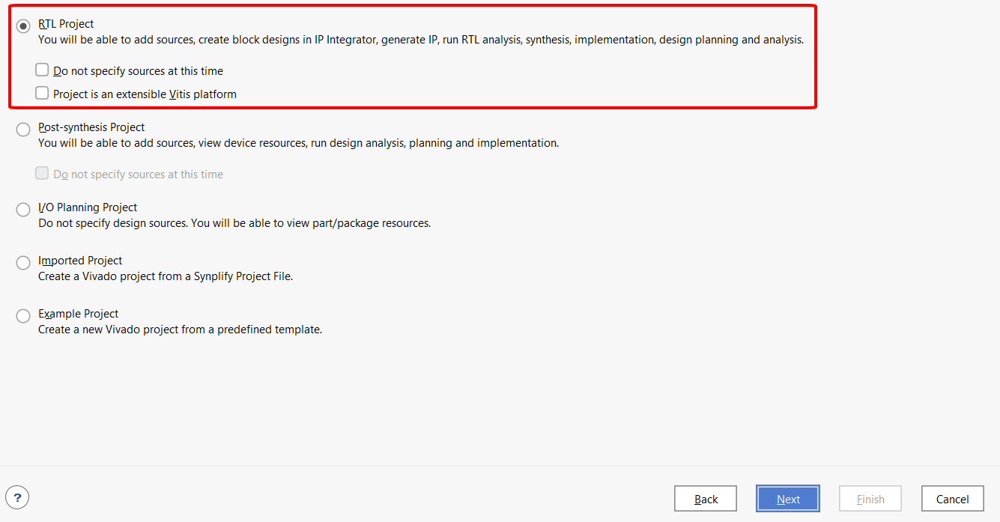 RTL Project
You will be able to add sources, create block designs in IP Integrator, generate IP, run RTL analysis, synthesis, implementation, design planning and analysis.
Do not specify sources at this time
Project is an extensible Vitis platform
Post-synthesis Project
You will be able to add sources, view device resources, run design analysis, planning and implementation.
Do not specify sources at this time
I/O Planning Project
Do not specify design sources. You will be able to view part/package resources.
Imported Project
Create a Vivado project from a Synplify Project File.
Example Project
Create a new Vivado project from a predefined template.
? Back Next Finish Cancel